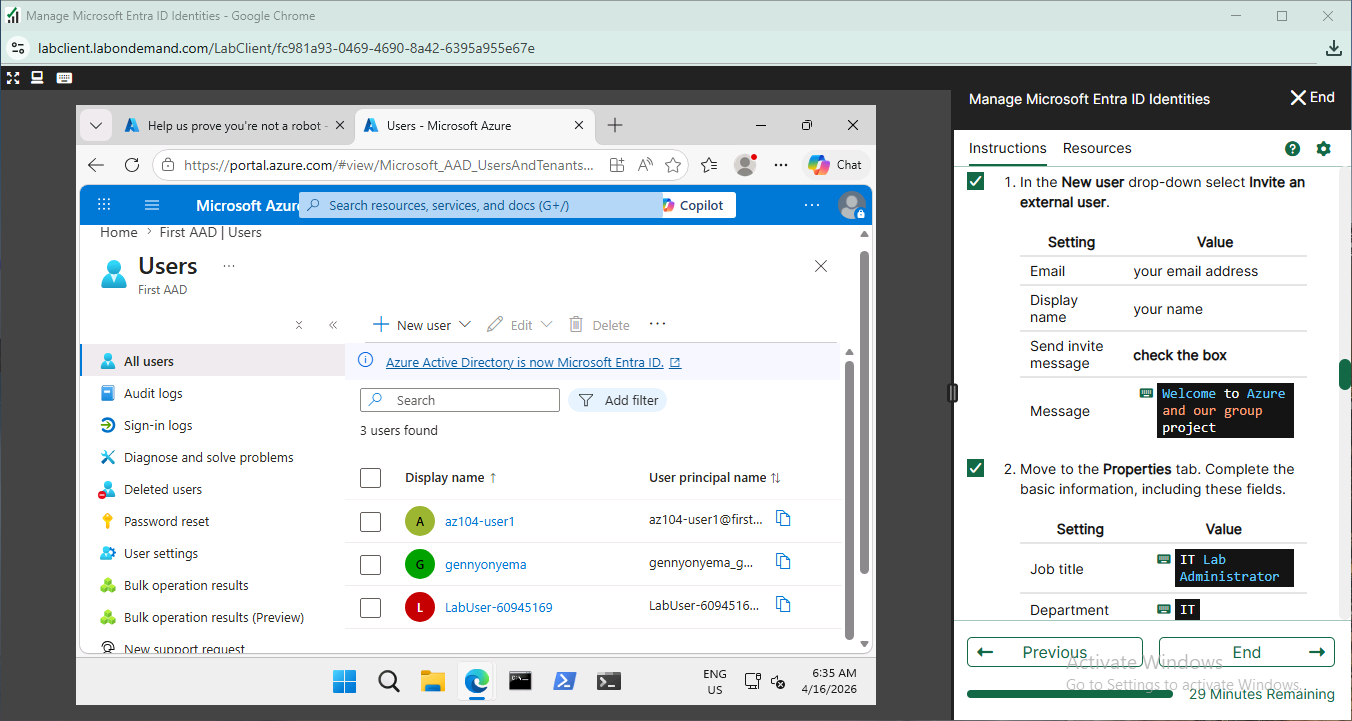 Manage Microsoft Entra ID Identities - Google Chrome
labclient.labondemand.com/LabClient/fc981a93-0469-4690-8a42-6395a955e67e
Help us prove you're not a robot -
Users - Microsoft Azure
https://portal.azure.com/#view/Microsoft_AAD_UsersAndTenants...
Chat
Microsoft Azur
Search resources, services, and docs (G+/)
Copilot
Home > First AAD | Users
Users ...
First AAD
New user
Edit
Delete
All users
Audit logs
Sign-in logs
Diagnose and solve problems
Deleted users
Password reset
User settings
Bulk operation results
Bulk operation results (Preview)
New support request
Azure Active Directory is now Microsoft Entra ID.
Search
Add filter
3 users found
Display name ↑ User principal name ↑↓
A az104-user1 az104-user1@first...
G gennyonyema gennyonyema_g...
L LabUser-60945169 LabUser-6094516...
ENG
US
6:35 AM
4/16/2026
Manage Microsoft Entra ID Identities
End
Instructions Resources
1. In the New user drop-down select Invite an
external user.
Setting Value
Email your email address
Display
name
your name
Send invite
message
check the box
Message
Welcome to Azure
and our group
project
2. Move to the Properties tab. Complete the
basic information, including these fields.
Setting Value
Job title
IT Lab
Administrator
Department IT
Previous
End
Activate Windows
Go to Settings to activate Windows.
29 Minutes Remaining